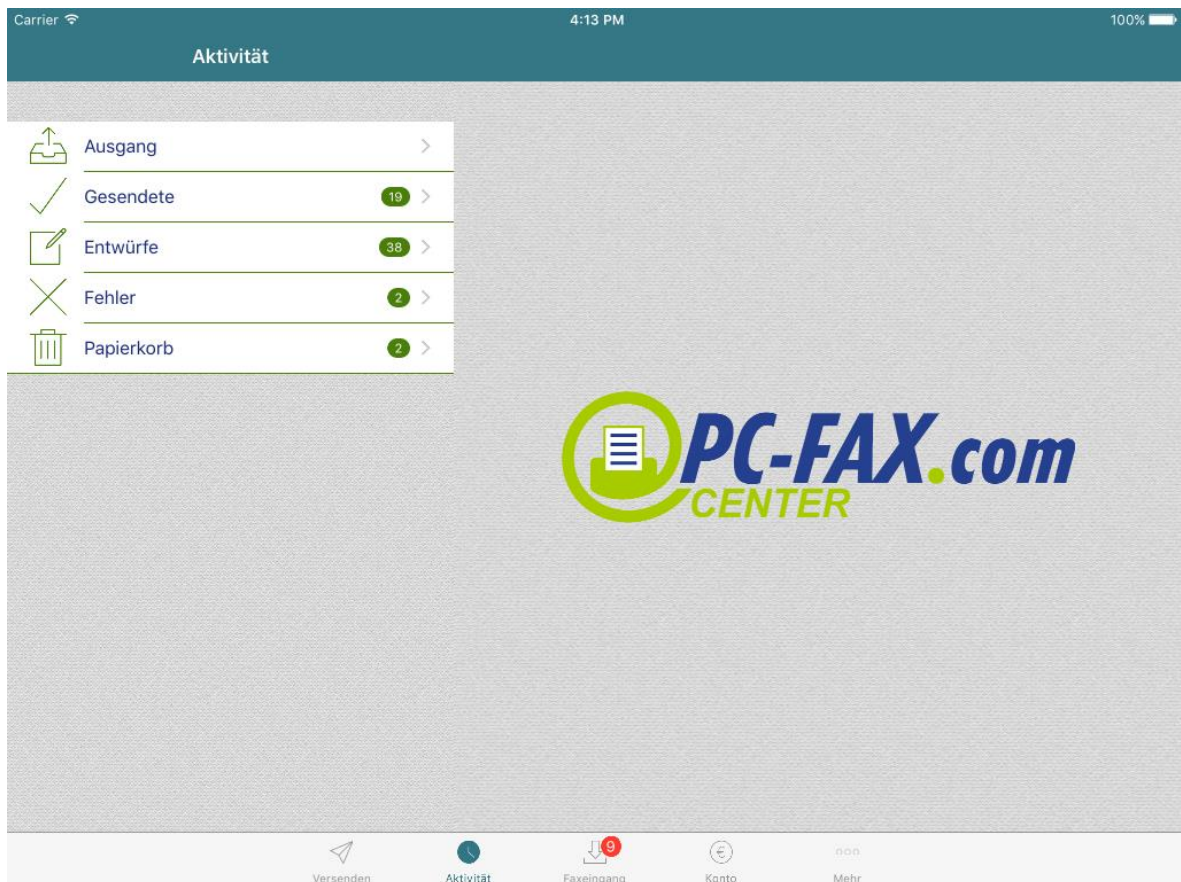 Carrier 4:13 PM 100%
Aktivität
Ausgang
Gesendete 19
Entwürfe 38
Fehler 2
Papierkorb 2
PC-FAX.com
CENTER
9
Versenden Aktivität Faxeingang Konto Mehr